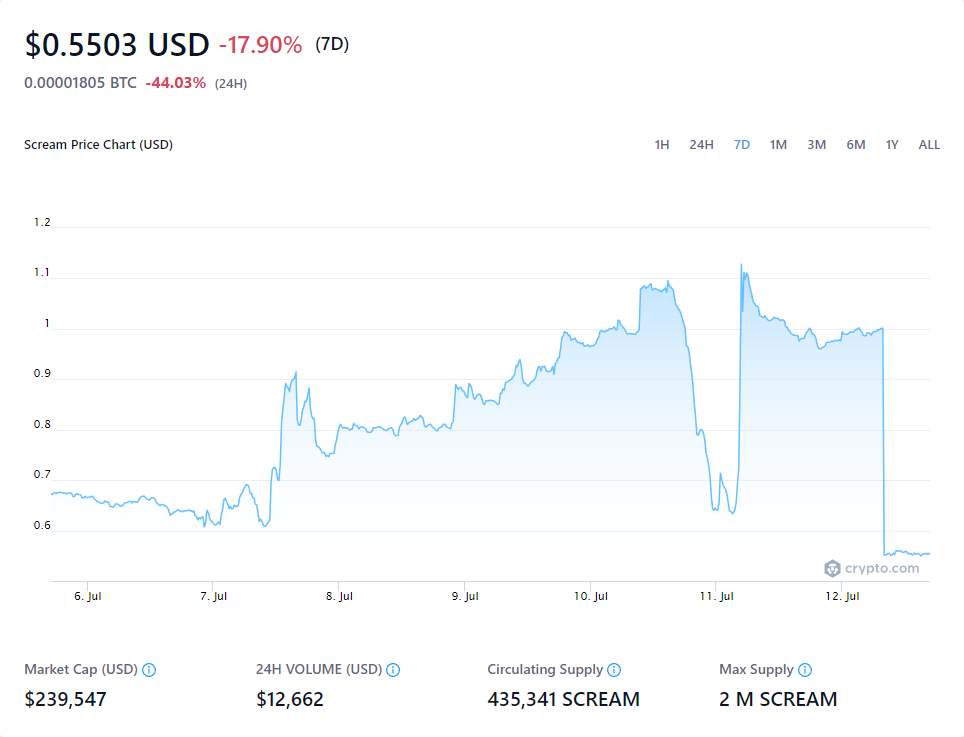 $0.5503 USD -17.90% (7D)
0.00001805 BTC -44.03% (24H)
Scream Price Chart (USD) 1H 24H 7D 1M 3M 6M 1Y ALL
1.2
1.1
1
0.9
0.8
0.7
0.6
crypto.com
6. Jul 7. Jul 8. Jul 9. Jul 10. Jul 11. Jul 12. Jul
Market Cap (USD) 24H VOLUME (USD) Circulating Supply Max Supply
$239,547 $12,662 435,341 SCREAM 2 M SCREAM